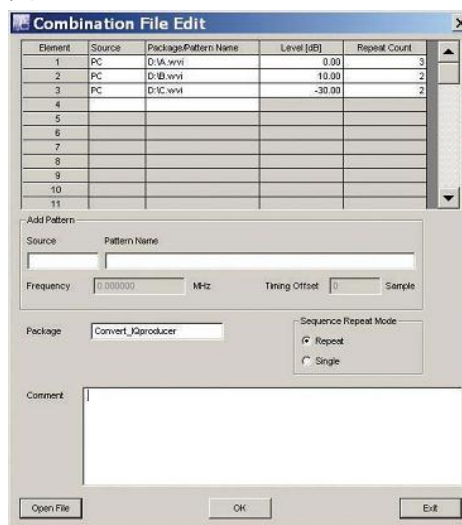 Combination File Edit
Element Source Package/Pattern Name Level [dB] Repeat Count
1 PC D:\A.wvi 0.00 3
2 PC D:\B.wvi 10.00 2
3 PC D:\C.wvi -30.00 2
4
5
6
7
8
9
10
11
Add Pattern
Source Pattern Name
Frequency 0.000000 MHz Timing Offset 0 Sample
Package Convert_IQproducer
Sequence Repeat Mode
Repeat
Single
Comment
Open File OK Exit